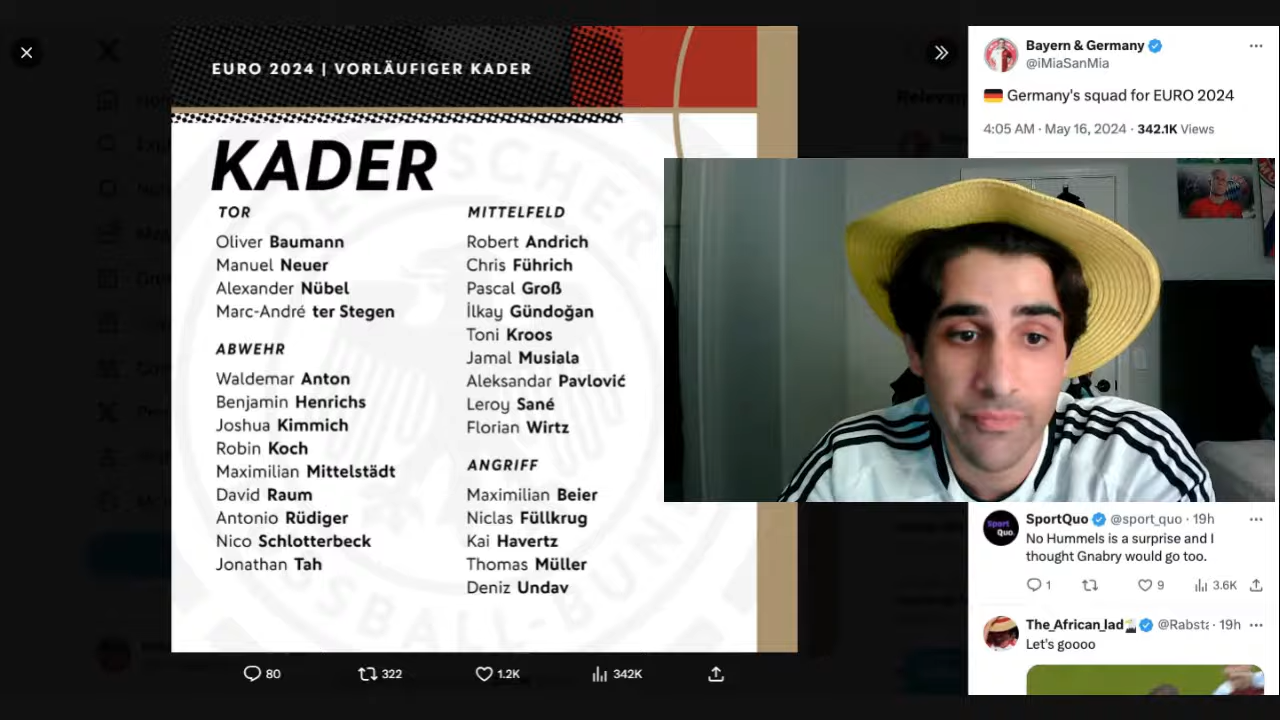 EURO 2024 | VORLÄUFIGER KADER
KADER
TOR
Oliver Baumann
Manuel Neuer
Alexander Nübel
Marc-André ter Stegen
ABWEHR
Waldemar Anton
Benjamin Henrichs
Joshua Kimmich
Robin Koch
Maximilian Mittelstädt
David Raum
Antonio Rüdiger
Nico Schlotterbeck
Jonathan Tah
MITTELFELD
Robert Andrich
Chris Führich
Pascal Groß
İlkay Gündoğan
Toni Kroos
Jamal Musiala
Aleksandar Pavlović
Leroy Sané
Florian Wirtz
ANGRIFF
Maximilian Beier
Niclas Füllkrug
Kai Havertz
Thomas Müller
Deniz Undav
80 322 1.2K 342K
Bayern & Germany
@iMiaSanMia
Germany's squad for EURO 2024
4:05 AM · May 16, 2024 · 342.1K Views
SportQuo @sport_quo · 19h
No Hummels is a surprise and I
thought Gnabry would go too.
1 9 3.6K
The_African_lad @Rabsta · 19h
Let's goooo